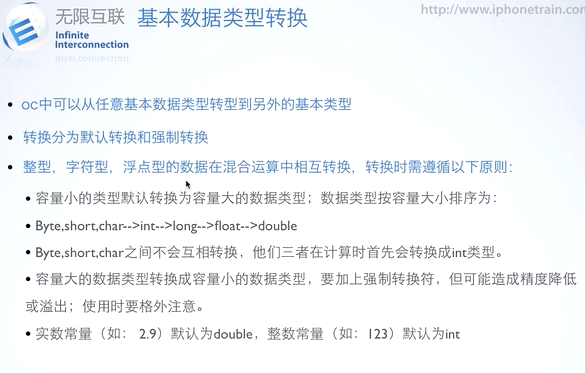 http://www.iphonetrain.com
无限互联
Infinite
Interconnection
基本数据类型转换
• oc中可以从任意基本数据类型转型到另外的基本类型
• 转换分为默认转换和强制转换
• 整型，字符型，浮点型的数据在混合运算中相互转换，转换时需遵循以下原则：
• 容量小的类型默认转换为容量大的数据类型；数据类型按容量大小排序为：
• Byte,short,char-->int-->long-->float-->double
• Byte,short,char之间不会互相转换，他们三者在计算时首先会转换成int类型。
• 容量大的数据类型转换成容量小的数据类型，要加上强制转换符，但可能造成精度降低
或溢出；使用时要格外注意。
• 实数常量（如： 2.9）默认为double，整数常量（如：123）默认为int